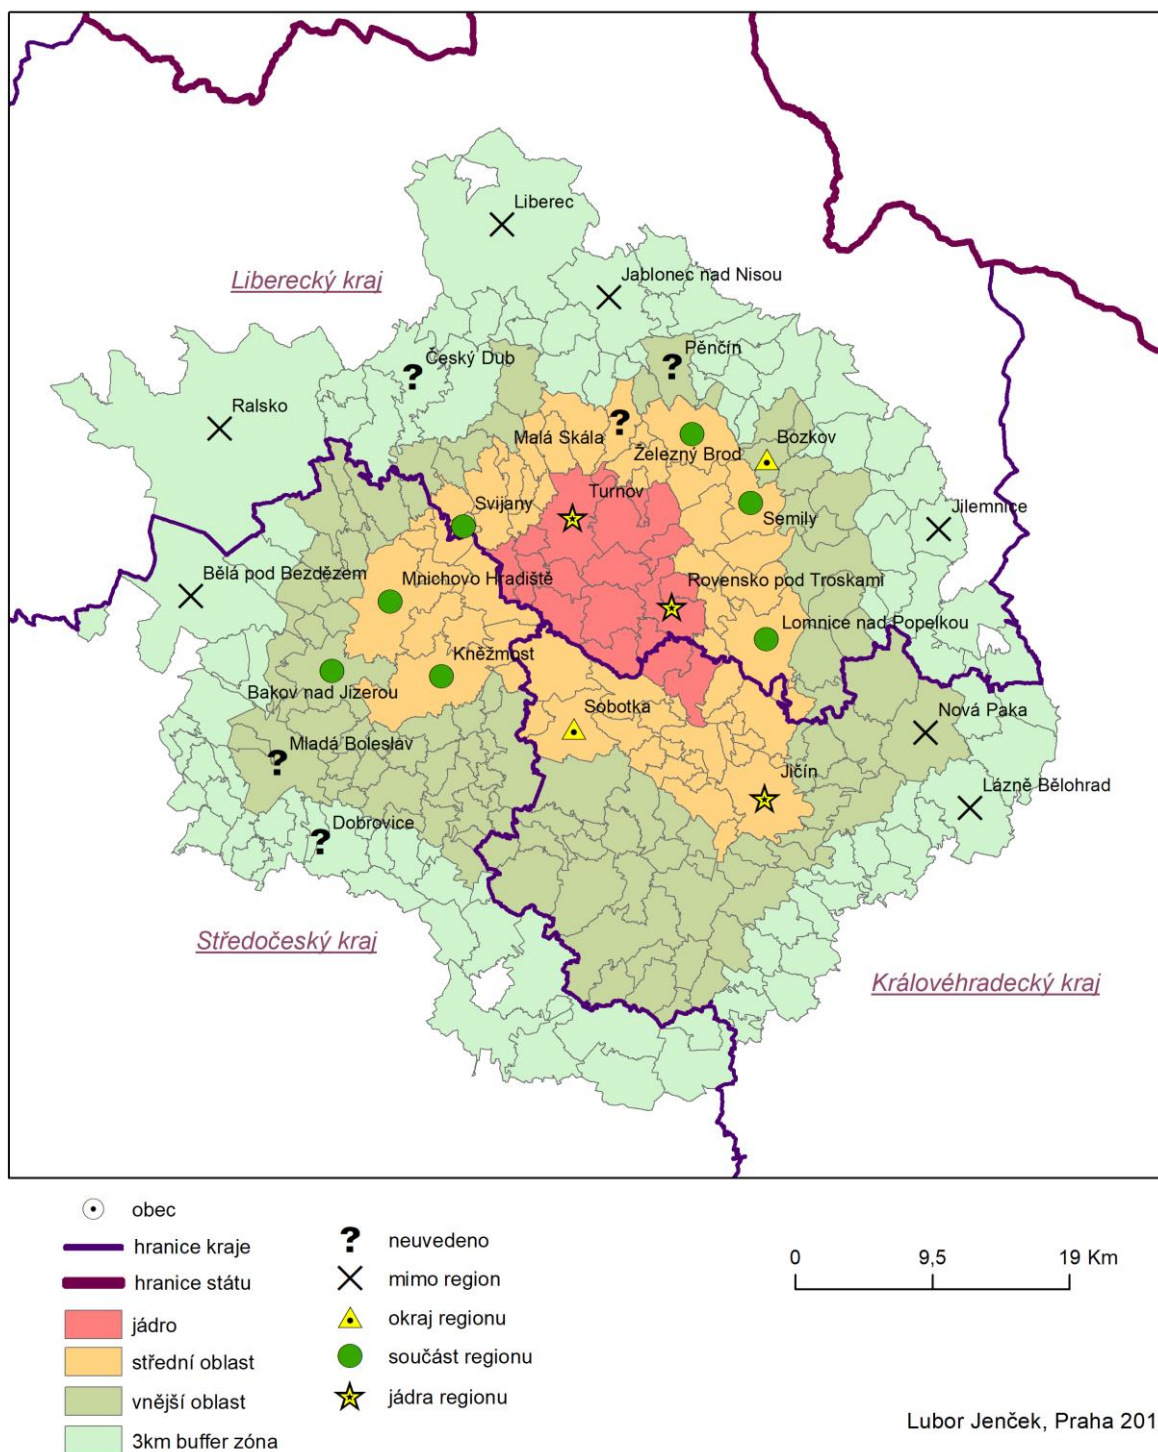 Liberec
Liberecký kraj
Jablonec nad Nisou
Český Dub
Pěnčín
Ralsko
Malá Skála
Železný Brod
Bozkov
Turnov
Svijany
Semily
Jilemnice
Bělá pod Bezdězem
Mnichovo Hradiště
Rovensko pod Troskami
Lomnice nad Popelkou
Kněžmost
Bakov nad Jizerou
Sobotka
Nová Paka
Mladá Boleslav
Jičín
Lázně Bělohrad
Dobrovice
Středočeský kraj
Královéhradecký kraj
obec
hranice kraje
hranice státu
jádro
střední oblast
vnější oblast
3km buffer zóna
? neuvedeno
mimo region
okraj regionu
součást regionu
jádra regionu
0 9,5 19 Km
Lubor Jenček, Praha 201